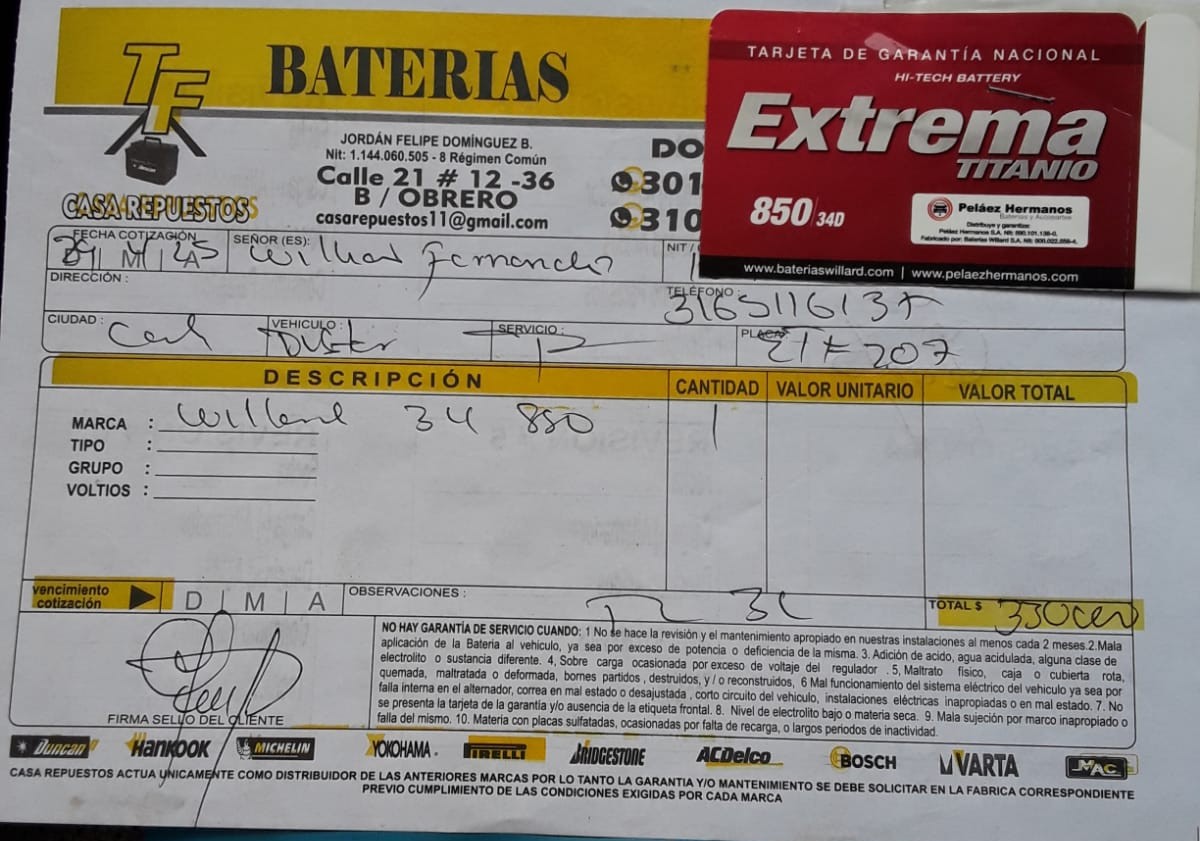 TF BATERIAS
TARJETA DE GARANTÍA NACIONAL
HI-TECH BATTERY
Extrema
TITANIO
850/34D
Peláez Hermanos
Baterías y Accesorios
Distribuye y garantiza:
www.bateriaswillard.com | www.pelaezhermanos.com
JORDÁN FELIPE DOMÍNGUEZ B.
Nit: 1.144.060.505 - 8 Régimen Común
Calle 21 # 12 -36
B / OBRERO
casarepuestos11@gmail.com
DO
301
310
CASA REPUESTOS
FECHA COTIZACIÓN
M 25 A
SEÑOR (ES):
NIT /
DIRECCIÓN :
TELÉFONO : 3165116137
CIUDAD : VEHICULO : Duster SERVICIO : PLACA 207
DESCRIPCIÓN CANTIDAD VALOR UNITARIO VALOR TOTAL
MARCA : Willard 34 850 1
TIPO :
GRUPO :
VOLTIOS :
vencimiento cotización D M A OBSERVACIONES : TOTAL $
NO HAY GARANTÍA DE SERVICIO CUANDO: 1 No se hace la revisión y el mantenimiento apropiado en nuestras instalaciones al menos cada 2 meses.2.Mala
aplicación de la Bateria al vehiculo, ya sea por exceso de potencia o deficiencia de la misma. 3. Adición de acido, agua acidulada, alguna clase de
electrolito o sustancia diferente. 4, Sobre carga ocasionada por exceso de voltaje del regulador .5, Maltrato físico, caja o cubierta rota,
quemada, maltratada o deformada, bornes partidos , destruidos, y / o reconstruidos, 6 Mal funcionamiento del sistema eléctrico del vehiculo ya sea por
falla interna en el alternador, correa en mal estado o desajustada , corto circuito del vehiculo, instalaciones eléctricas inapropiadas o en mal estado. 7. No
se presenta la tarjeta de la garantía y/o ausencia de la etiqueta frontal. 8. Nivel de electrolito bajo o materia seca. 9. Mala sujeción por marco inapropiado o
falla del mismo. 10. Materia con placas sulfatadas, ocasionadas por falta de recarga, o largos periodos de inactividad.
FIRMA SELLO DEL CLIENTE
Duncan HANKOOK MICHELIN YOKOHAMA PIRELLI BRIDGESTONE ACDelco BOSCH VARTA MAC
CASA REPUESTOS ACTUA UNICAMENTE COMO DISTRIBUIDOR DE LAS ANTERIORES MARCAS POR LO TANTO LA GARANTIA Y/O MANTENIMIENTO SE DEBE SOLICITAR EN LA FABRICA CORRESPONDIENTE
PREVIO CUMPLIMIENTO DE LAS CONDICIONES EXIGIDAS POR CADA MARCA